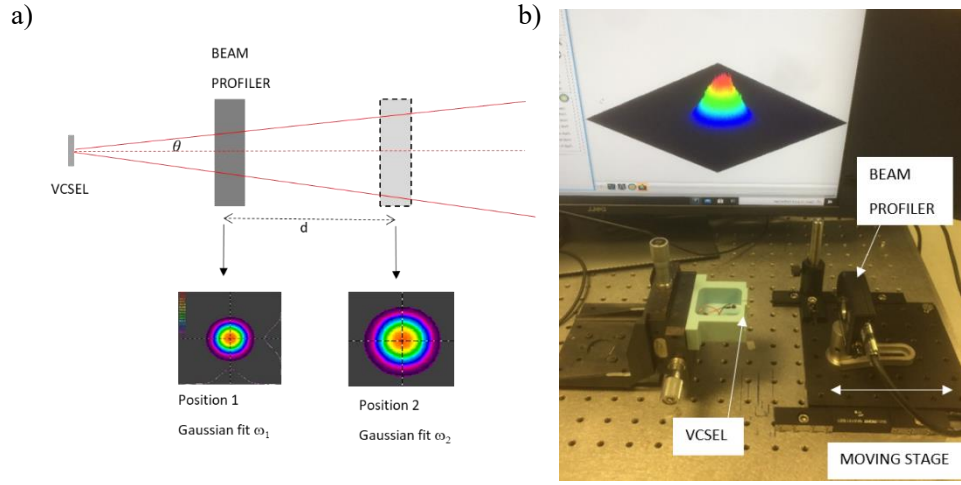 a)
BEAM
PROFILER
θ
VCSEL
d
Position 1
Gaussian fit ω1
Position 2
Gaussian fit ω2
b)
BEAM
PROFILER
VCSEL
MOVING STAGE